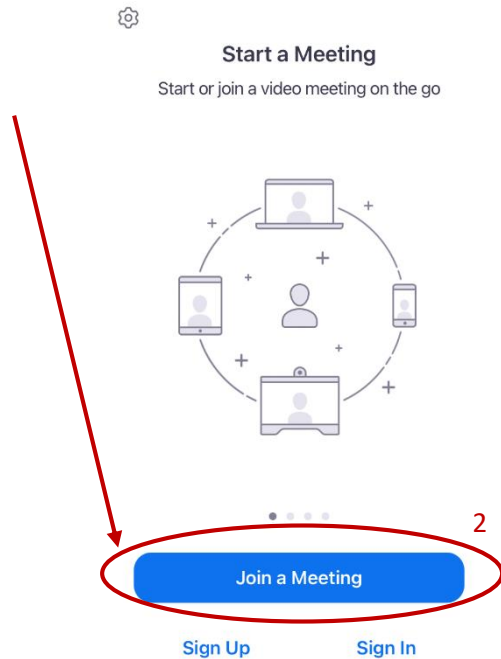 Start a Meeting
Start or join a video meeting on the go
2
Join a Meeting
Sign Up Sign In